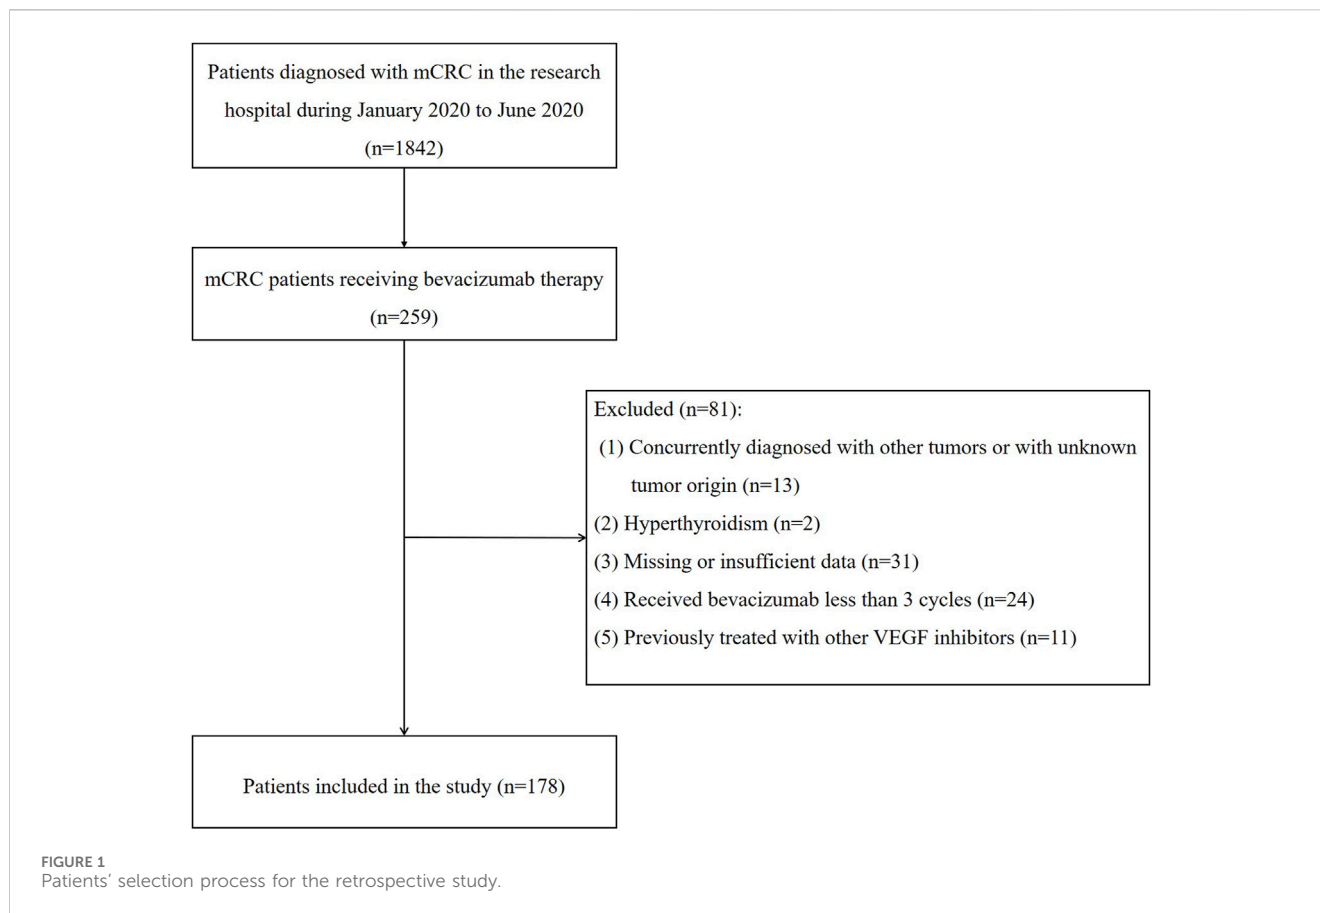 Patients diagnosed with mCRC in the research
hospital during January 2020 to June 2020
(n=1842)
mCRC patients receiving bevacizumab therapy
(n=259)
Excluded (n=81):
(1) Concurrently diagnosed with other tumors or with unknown
tumor origin (n=13)
(2) Hyperthyroidism (n=2)
(3) Missing or insufficient data (n=31)
(4) Received bevacizumab less than 3 cycles (n=24)
(5) Previously treated with other VEGF inhibitors (n=11)
Patients included in the study (n=178)
FIGURE 1
Patients’ selection process for the retrospective study.